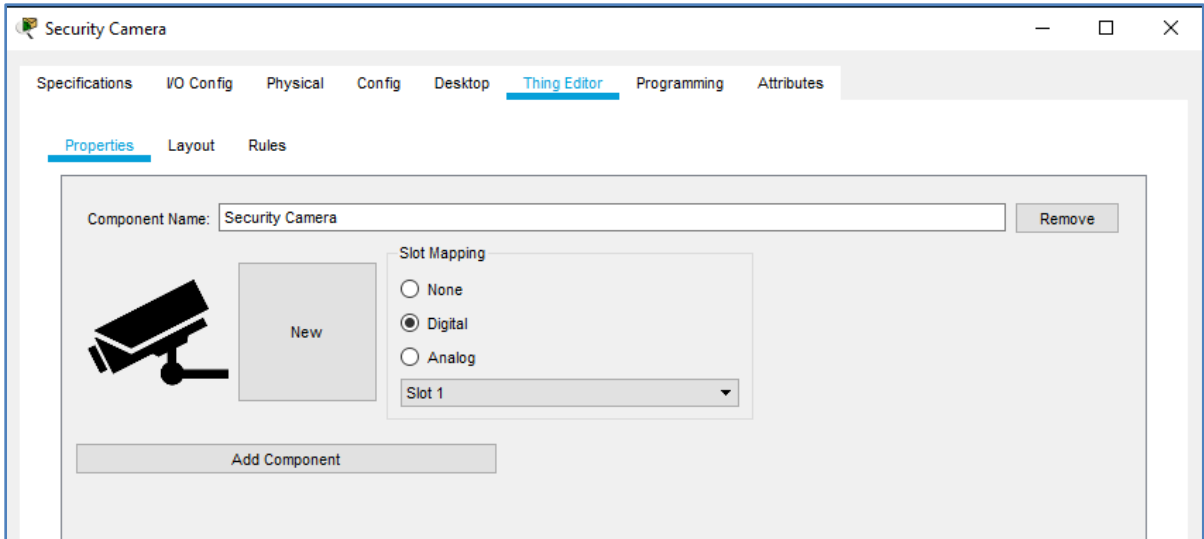 Security Camera
Specifications I/O Config Physical Config Desktop Thing Editor Programming Attributes
Properties Layout Rules
Component Name: Security Camera Remove
Slot Mapping
None
New Digital
Analog
Slot 1
Add Component